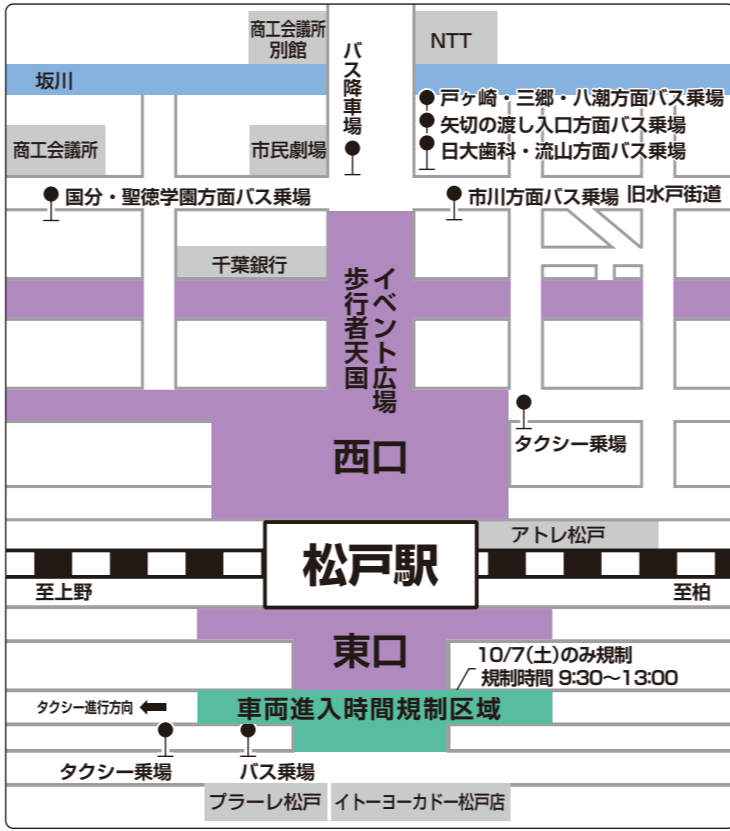 商工会議所
別館
バス降車場
NTT
坂川
戸ヶ崎・三郷・八潮方面バス乗場
矢切の渡し入口方面バス乗場
日大歯科・流山方面バス乗場
商工会議所
市民劇場
国分・聖徳学園方面バス乗場
市川方面バス乗場
旧水戸街道
千葉銀行
イベント広場
歩行者天国
タクシー乗場
西口
アトレ松戸
松戸駅
至上野
至柏
東口
10/7(土)のみ規制
規制時間 9:30〜13:00
タクシー進行方向
車両進入時間規制区域
タクシー乗場
バス乗場
プラーレ松戸
イトーヨーカドー松戸店